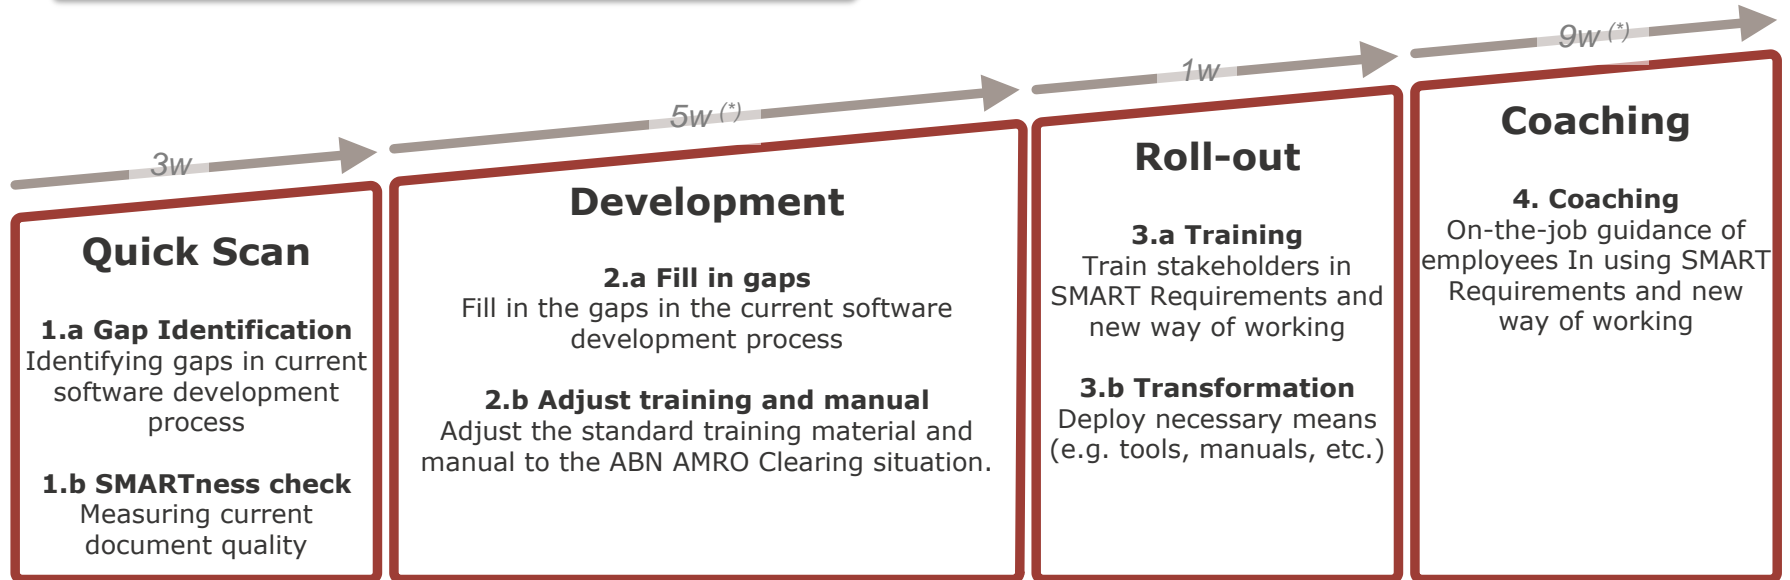 3w
5w (*)
1w
9w (*)
Quick Scan
1.a Gap Identification
Identifying gaps in current
software development
process
1.b SMARTness check
Measuring current
document quality
Development
2.a Fill in gaps
Fill in the gaps in the current software
development process
2.b Adjust training and manual
Adjust the standard training material and
manual to the ABN AMRO Clearing situation.
Roll-out
3.a Training
Train stakeholders in
SMART Requirements and
new way of working
3.b Transformation
Deploy necessary means
(e.g. tools, manuals, etc.)
Coaching
4. Coaching
On-the-job guidance of
employees In using SMART
Requirements and new
way of working